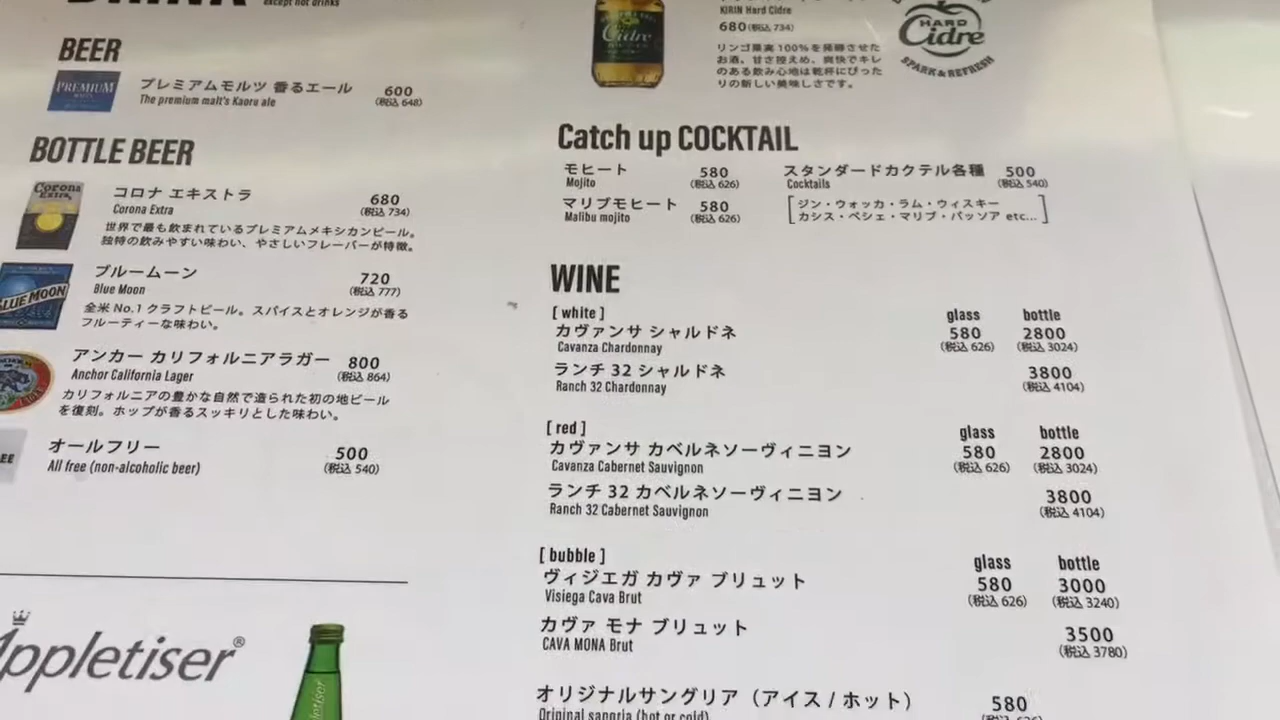 except hot drinks
BEER
PREMIUM
プレミアムモルツ 香るエール 600
The premium malt's Kaoru ale (税込 648)
BOTTLE BEER
Corona Extra
コロナ エキストラ 680
Corona Extra (税込 734)
世界で最も飲まれているプレミアムメキシカンビール。
独特の飲みやすい味わい、やさしいフレーバーが特徴。
BLUE MOON
ブルームーン 720
Blue Moon (税込 777)
全米 No.1 クラフトビール。スパイスとオレンジが香る
フルーティーな味わい。
アンカー カリフォルニアラガー 800
Anchor California Lager (税込 864)
カリフォルニアの豊かな自然で造られた初の地ビール
を復刻。ホップが香るスッキリとした味わい。
オールフリー 500
All free (non-alcoholic beer) (税込 540)
Appletiser®
KIRIN Hard Cidre
680(税込 734)
リンゴ果実100%を発酵させた
お酒。甘さ控えめ、爽快でキレ
のある飲み心地は乾杯にぴった
りの新しい美味しさです。
Cidre
HARD
Cidre
SPARK & REFRESH
Catch up COCKTAIL
モヒート 580
Mojito (税込 626)
マリブモヒート 580
Malibu mojito (税込 626)
スタンダードカクテル各種 500
Cocktails (税込 540)
[ジン・ウォッカ・ラム・ウィスキー
カシス・ペシェ・マリブ・パッソア etc...]
WINE
[ white ] glass bottle
カヴァンサ シャルドネ 580 2800
Cavanza Chardonnay (税込 626) (税込 3024)
ランチ 32 シャルドネ 3800
Ranch 32 Chardonnay (税込 4104)
[ red ] glass bottle
カヴァンサ カベルネソーヴィニヨン 580 2800
Cavanza Cabernet Sauvignon (税込 626) (税込 3024)
ランチ 32 カベルネソーヴィニヨン 3800
Ranch 32 Cabernet Sauvignon (税込 4104)
[ bubble ] glass bottle
ヴィジエガ カヴァ ブリュット 580 3000
Visiega Cava Brut (税込 626) (税込 3240)
カヴァ モナ ブリュット 3500
CAVA MONA Brut (税込 3780)
オリジナルサングリア（アイス / ホット） 580
Original sangria (hot or cold)